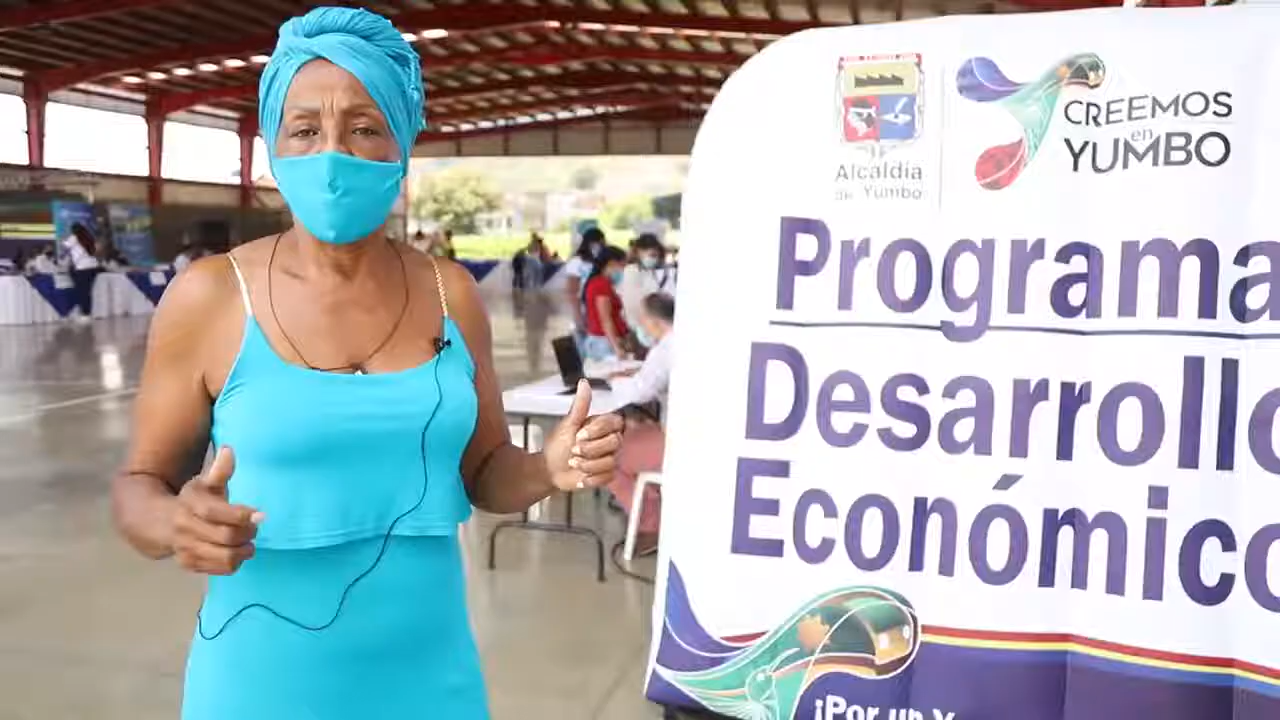 Alcaldía
de Yumbo
CREEMOS
en
YUMBO
Programa
Desarrollo
Económico
¡Por un Y